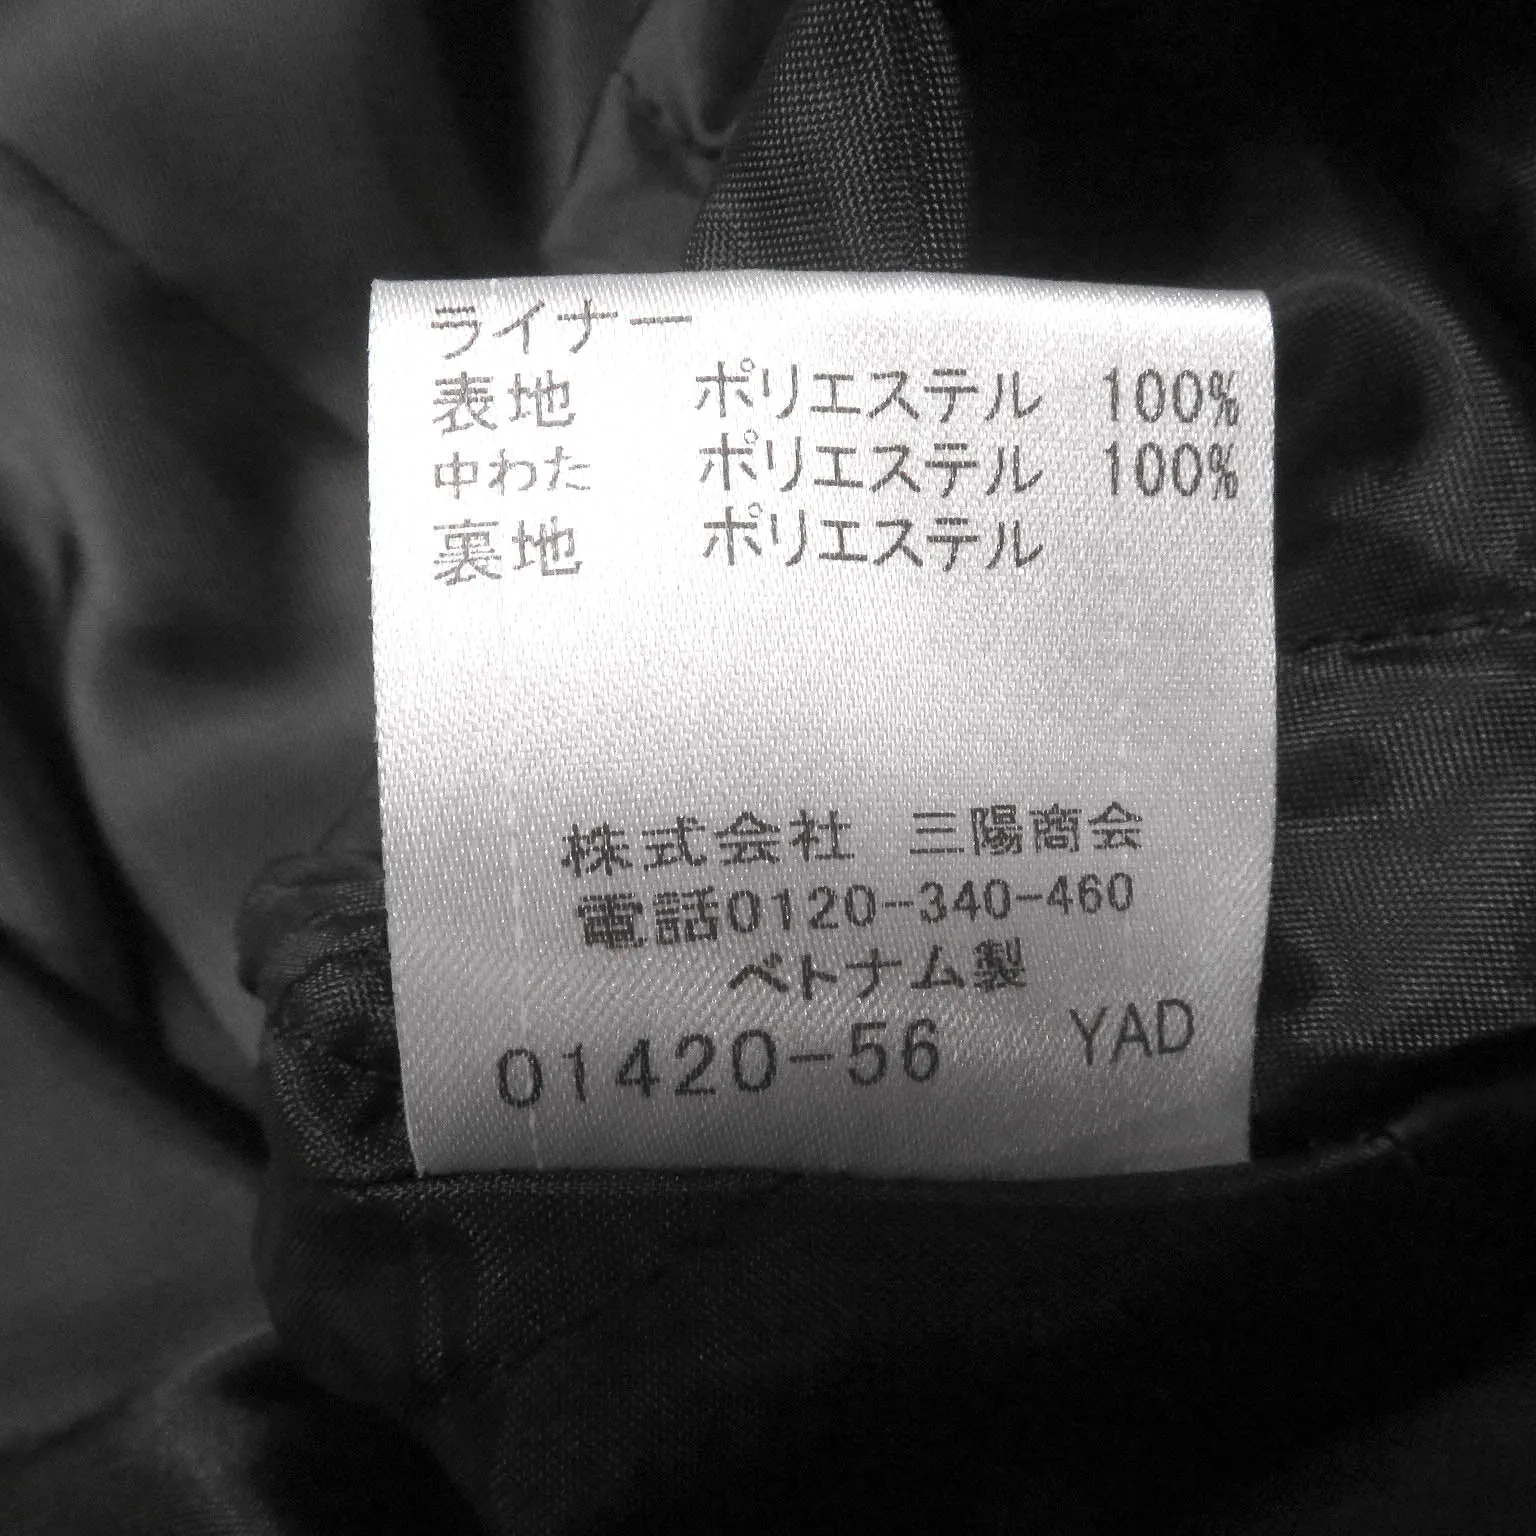 ライナー
表地 ポリエステル 100%
中わた ポリエステル 100%
裏地 ポリエステル
株式会社 三陽商会
電話0120-340-460
ベトナム製
01420-56 YAD